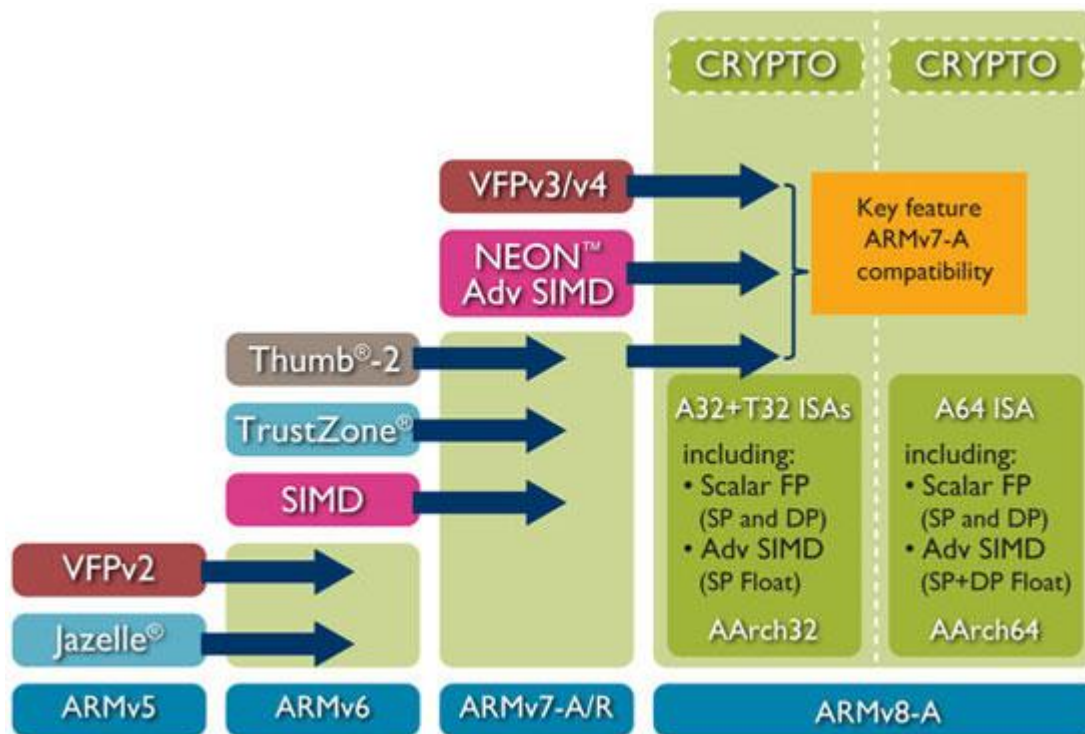 CRYPTO
CRYPTO
VFPv3/v4
Key feature
ARMv7-A
compatibility
NEON™
Adv SIMD
Thumb®-2
TrustZone®
SIMD
A32+T32 ISAs
including:
• Scalar FP
(SP and DP)
• Adv SIMD
(SP Float)
AArch32
A64 ISA
including:
• Scalar FP
(SP and DP)
• Adv SIMD
(SP+DP Float)
AArch64
VFPv2
Jazelle®
ARMv5
ARMv6
ARMv7-A/R
ARMv8-A